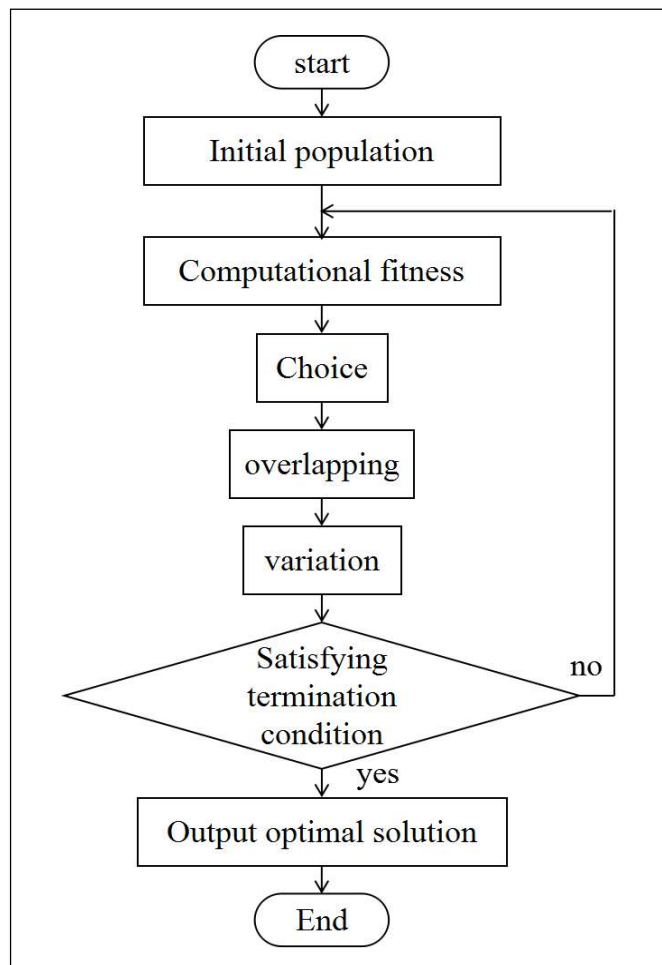 start
Initial population
Computational fitness
Choice
overlapping
variation
Satisfying
termination
condition
no
yes
Output optimal solution
End